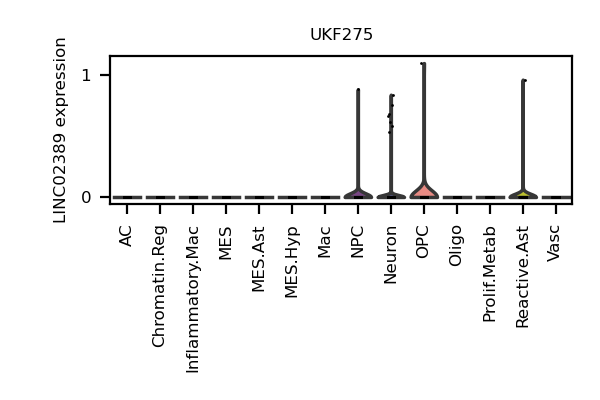 UKF275
LINC02389 expression
1
0
AC
Chromatin.Reg
Inflammatory.Mac
MES
MES.Ast
MES.Hyp
Mac
NPC
Neuron
OPC
Oligo
Prolif.Metab
Reactive.Ast
Vasc